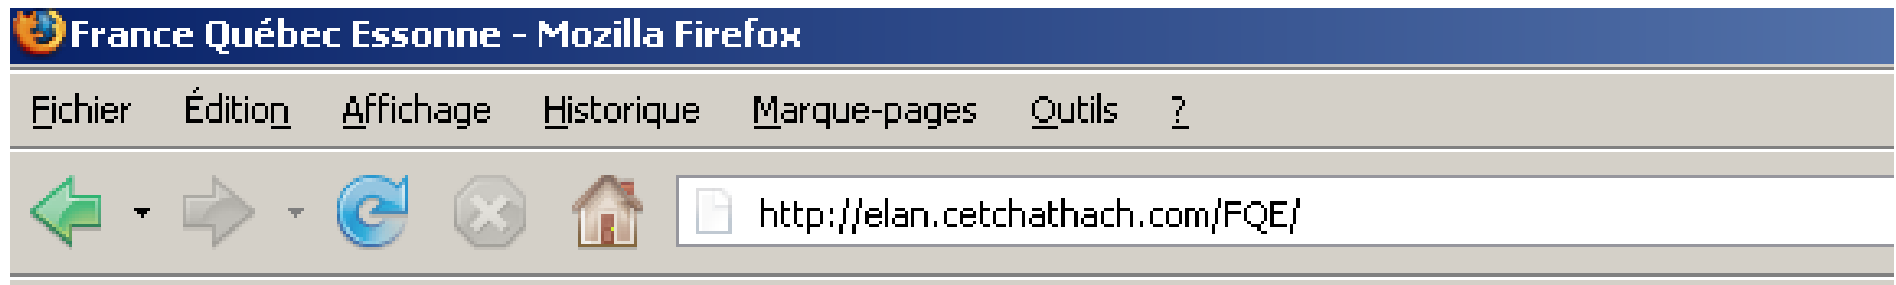 France Québec Essonne - Mozilla Firefox
Fichier Édition Affichage Historique Marque-pages Outils ?
http://elan.cetchathach.com/FQE/